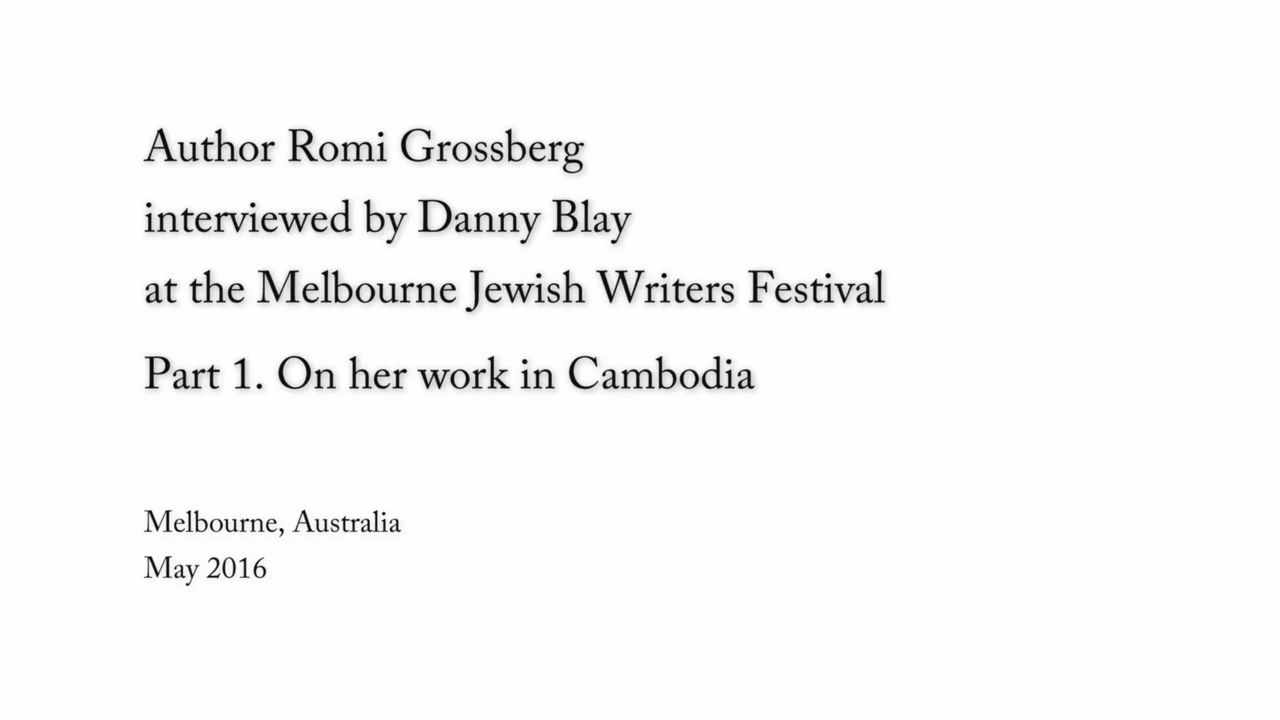 Author Romi Grossberg
interviewed by Danny Blay
at the Melbourne Jewish Writers Festival
Part 1. On her work in Cambodia
Melbourne, Australia
May 2016